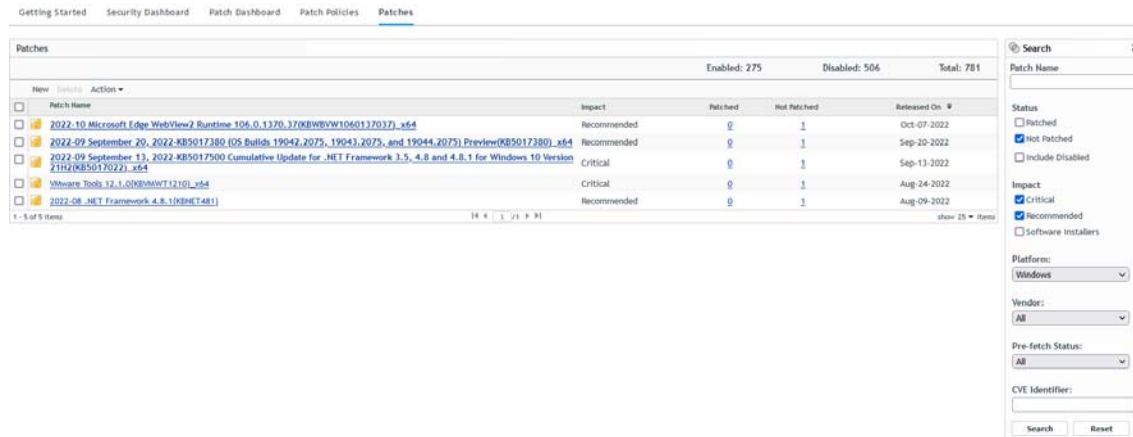 Getting Started Security Dashboard Patch Dashboard Patch Policies Patches
Patches
Enabled: 275 Disabled: 506 Total: 781
New Delete Action
Patch Name Impact Patched Not Patched Released On
2022-10 Microsoft Edge WebView2 Runtime 106.0.1370.37(KBWBVW1060137037)_x64 Recommended 0 1 Oct-07-2022
2022-09 September 20, 2022-KB5017380 (OS Builds 19042.2075, 19043.2075, and 19044.2075) Preview(KB5017380)_x64 Recommended 0 1 Sep-20-2022
2022-09 September 13, 2022-KB5017500 Cumulative Update for .NET Framework 3.5, 4.8 and 4.8.1 for Windows 10 Version
21H2(KB5017022)_x64 Critical 0 1 Sep-13-2022
VMware Tools 12.1.0(KBVMWT1210)_x64 Critical 0 1 Aug-24-2022
2022-08 .NET Framework 4.8.1(KBNET481) Recommended 0 1 Aug-09-2022
1 - 5 of 5 items 1 /1 show 25 items
Search
Patch Name
Status
Patched
Not Patched
Include Disabled
Impact
Critical
Recommended
Software Installers
Platform:
Windows
Vendor:
All
Pre-fetch Status:
All
CVE Identifier:
Search Reset